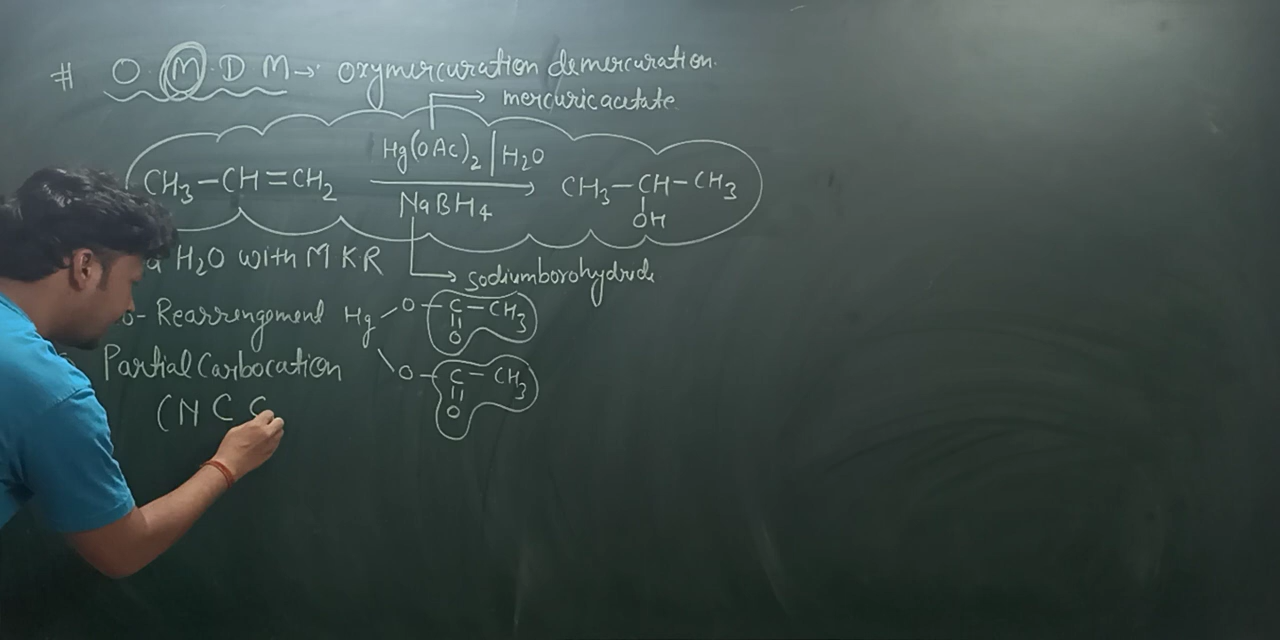 # O.M.D M → oxymercuration demercuration.
→ mercuric acetate
Hg(OAc)2 | H2O
CH3-CH=CH2 → CH3-CH-CH3
NaBH4
OH
H2O with M K R
→ sodiumborohydride
Rearrengement Hg O-C-CH3
O
Partial Carbocation O-C-CH3
O
(N C C